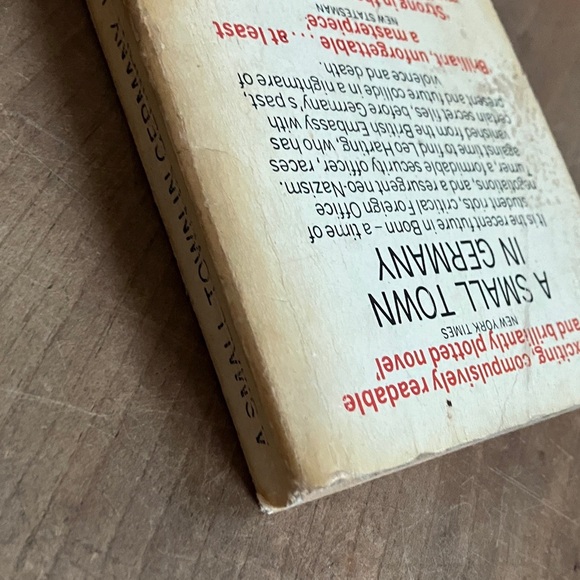 exciting, compulsively readable
and brilliantly plotted novel'
NEW YORK TIMES
A SMALL TOWN
IN GERMANY
It is the recent future in Bonn – a time of
student riots, critical Foreign Office
negotiations and a resurgent neo-Nazism.
Turner, a formidable security officer, races
against time to find Leo Harting, who has
vanished from the British Embassy with
certain secret files, before Germany's past,
present and future collide in a nightmare of
violence and death.
Brilliant, unforgettable
a masterpiece' . . . at least
NEW STATESMAN
'Strong in th
A SMALL TOWN IN GERMANY